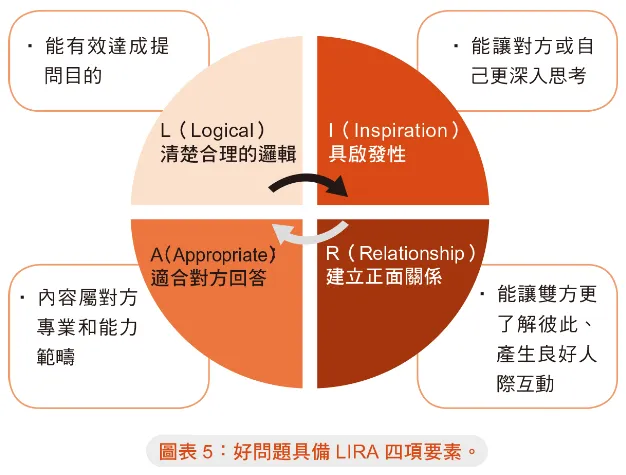 ・能有效達成提
問目的
・能讓對方或自
己更深入思考
L（Logical）
清楚合理的邏輯
I（Inspiration）
具啟發性
A（Appropriate）
適合對方回答
R（Relationship）
建立正面關係
・內容屬對方
專業和能力
範疇
・能讓雙方更
了解彼此、
產生良好人
際互動
圖表 5：好問題具備 LIRA 四項要素。